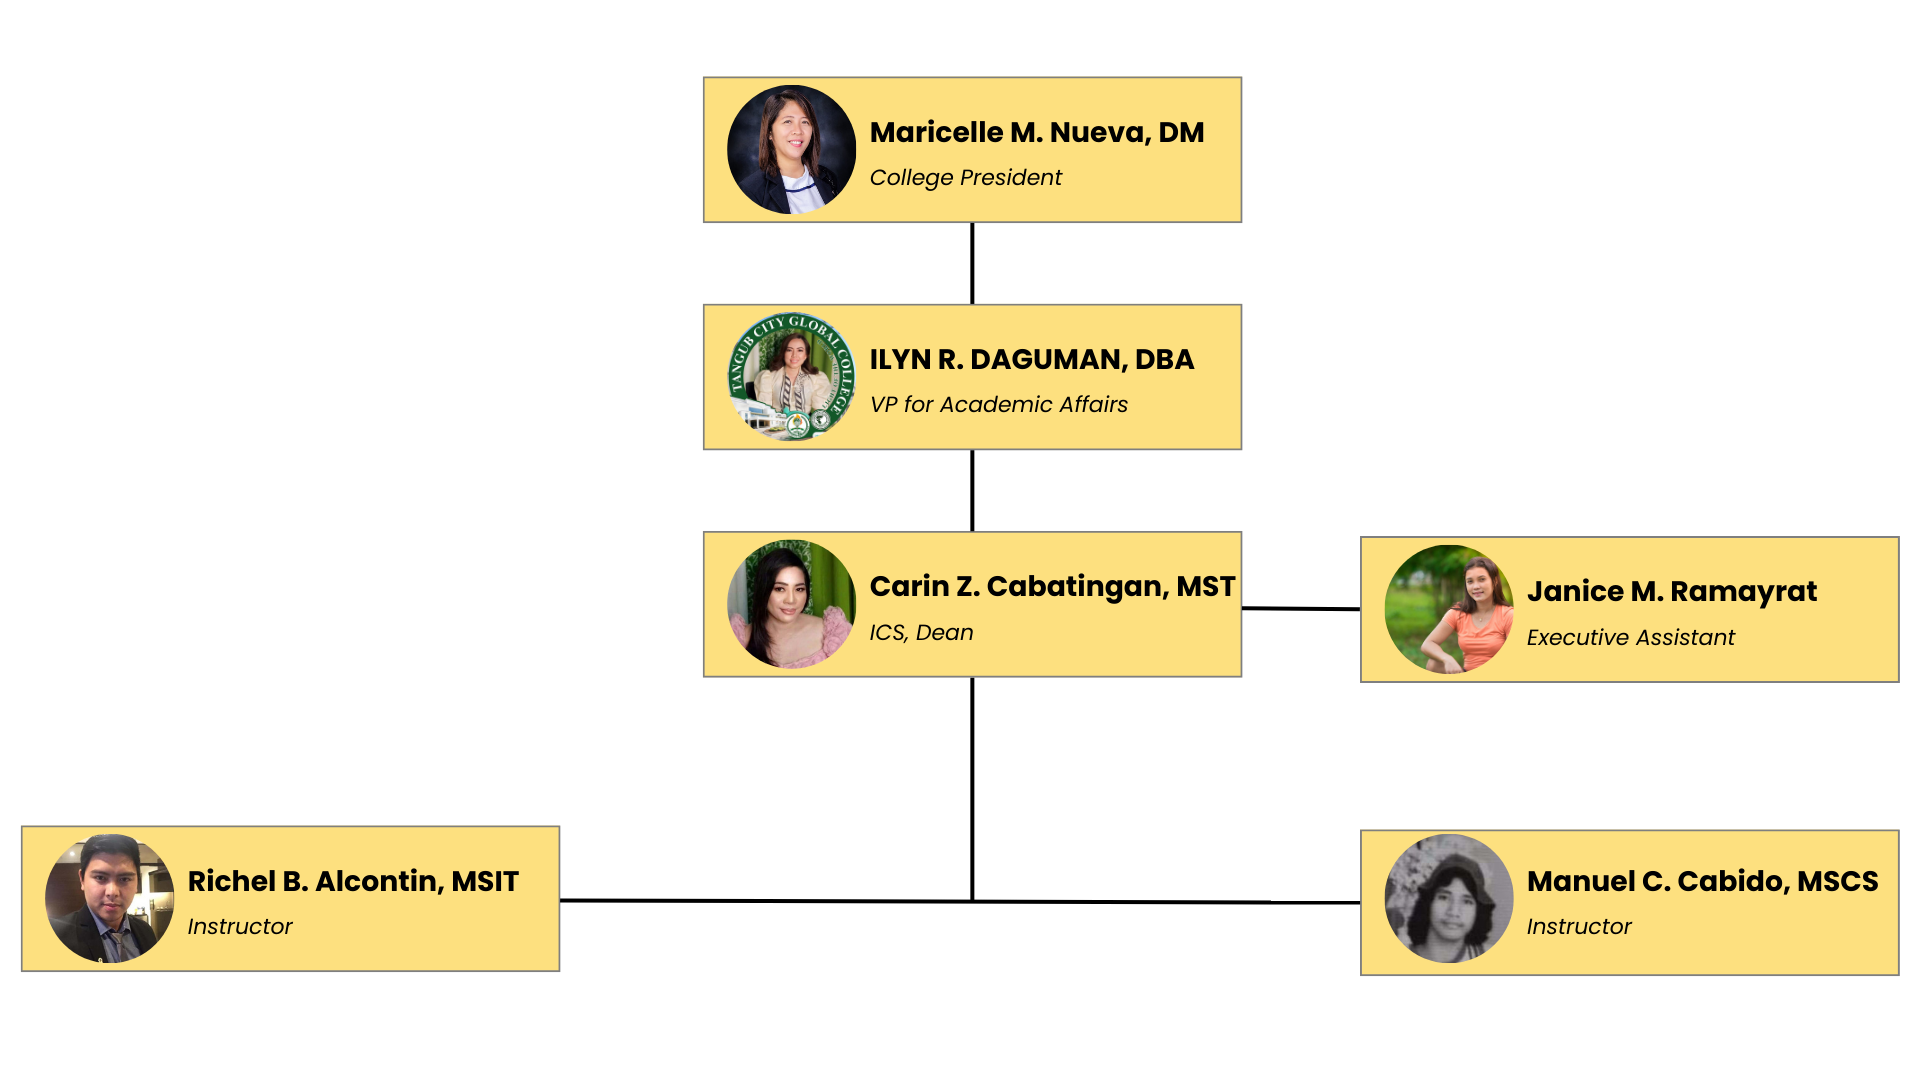 Maricelle M. Nueva, DM
College President
TANGUB CITY GLOBAL COLLEGE
ILYN R. DAGUMAN, DBA
VP for Academic Affairs
Carin Z. Cabatingan, MST
ICS, Dean
Janice M. Ramayrat
Executive Assistant
Richel B. Alcontin, MSIT
Instructor
Manuel C. Cabido, MSCS
Instructor